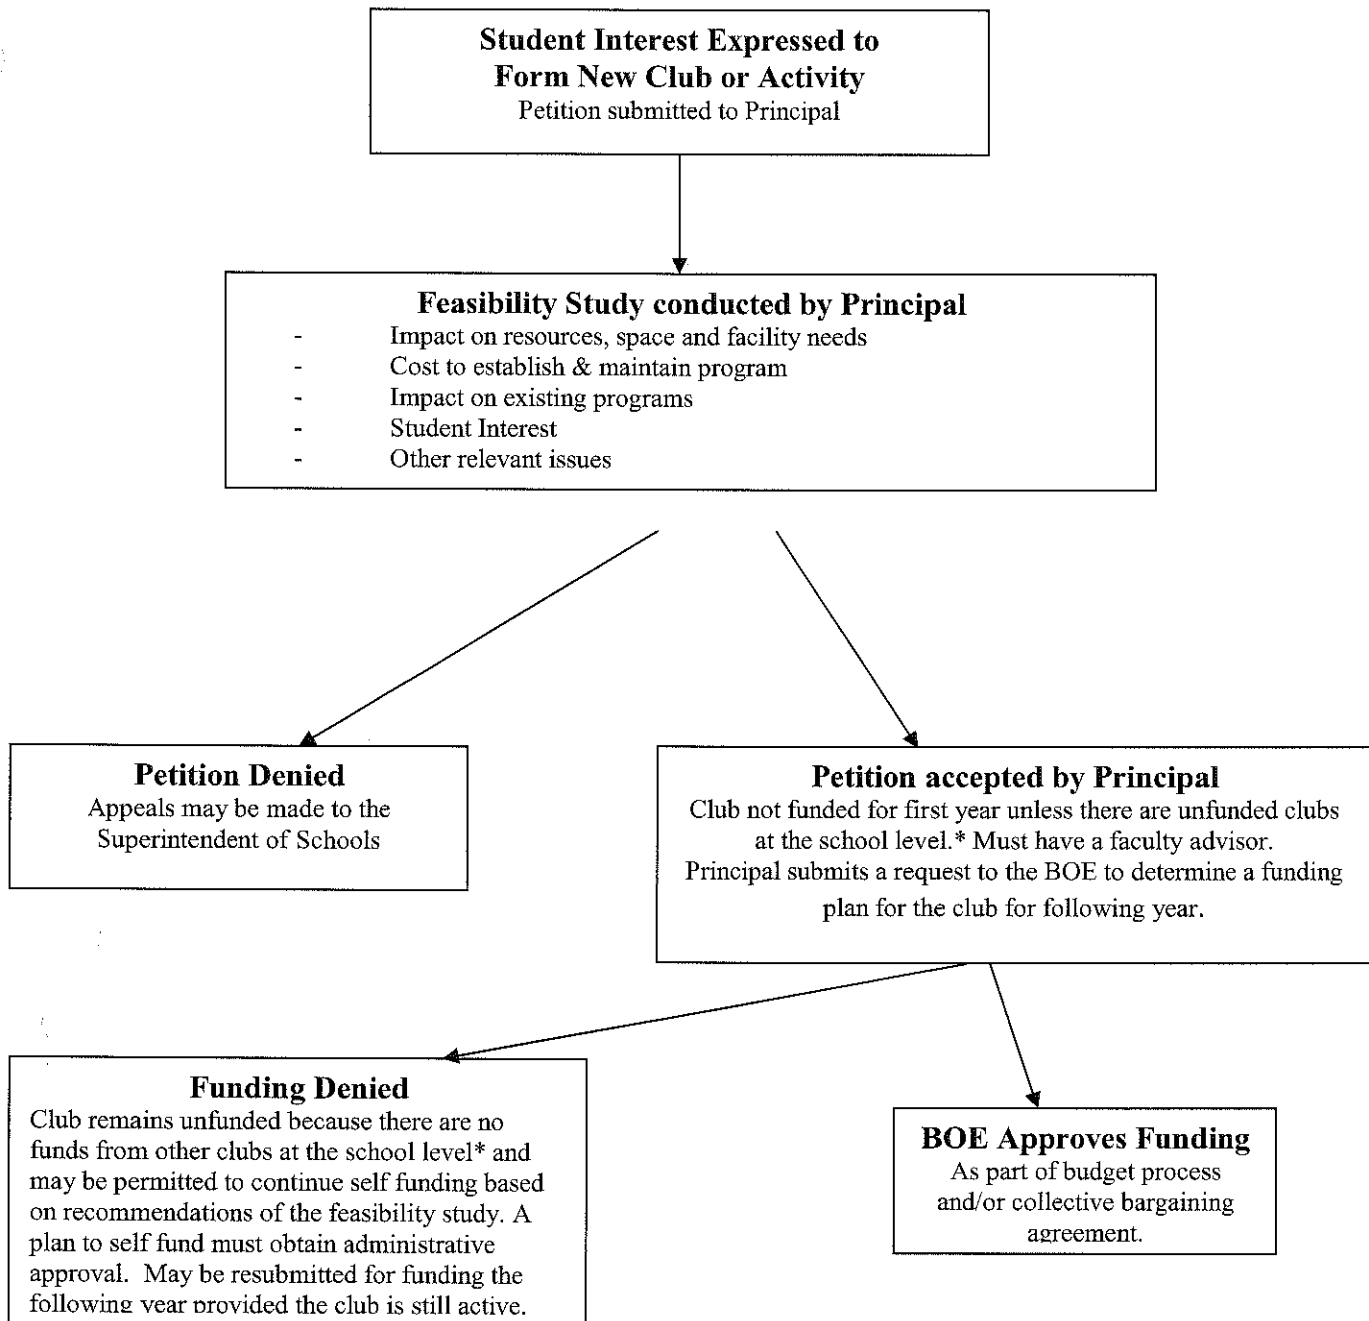 Student Interest Expressed to
Form New Club or Activity
Petition submitted to Principal
Feasibility Study conducted by Principal
- Impact on resources, space and facility needs
- Cost to establish & maintain program
- Impact on existing programs
- Student Interest
- Other relevant issues
Petition Denied
Appeals may be made to the
Superintendent of Schools
Petition accepted by Principal
Club not funded for first year unless there are unfunded clubs
at the school level.* Must have a faculty advisor.
Principal submits a request to the BOE to determine a funding
plan for the club for following year.
Funding Denied
Club remains unfunded because there are no
funds from other clubs at the school level* and
may be permitted to continue self funding based
on recommendations of the feasibility study. A
plan to self fund must obtain administrative
approval. May be resubmitted for funding the
following year provided the club is still active.
BOE Approves Funding
As part of budget process
and/or collective bargaining
agreement.